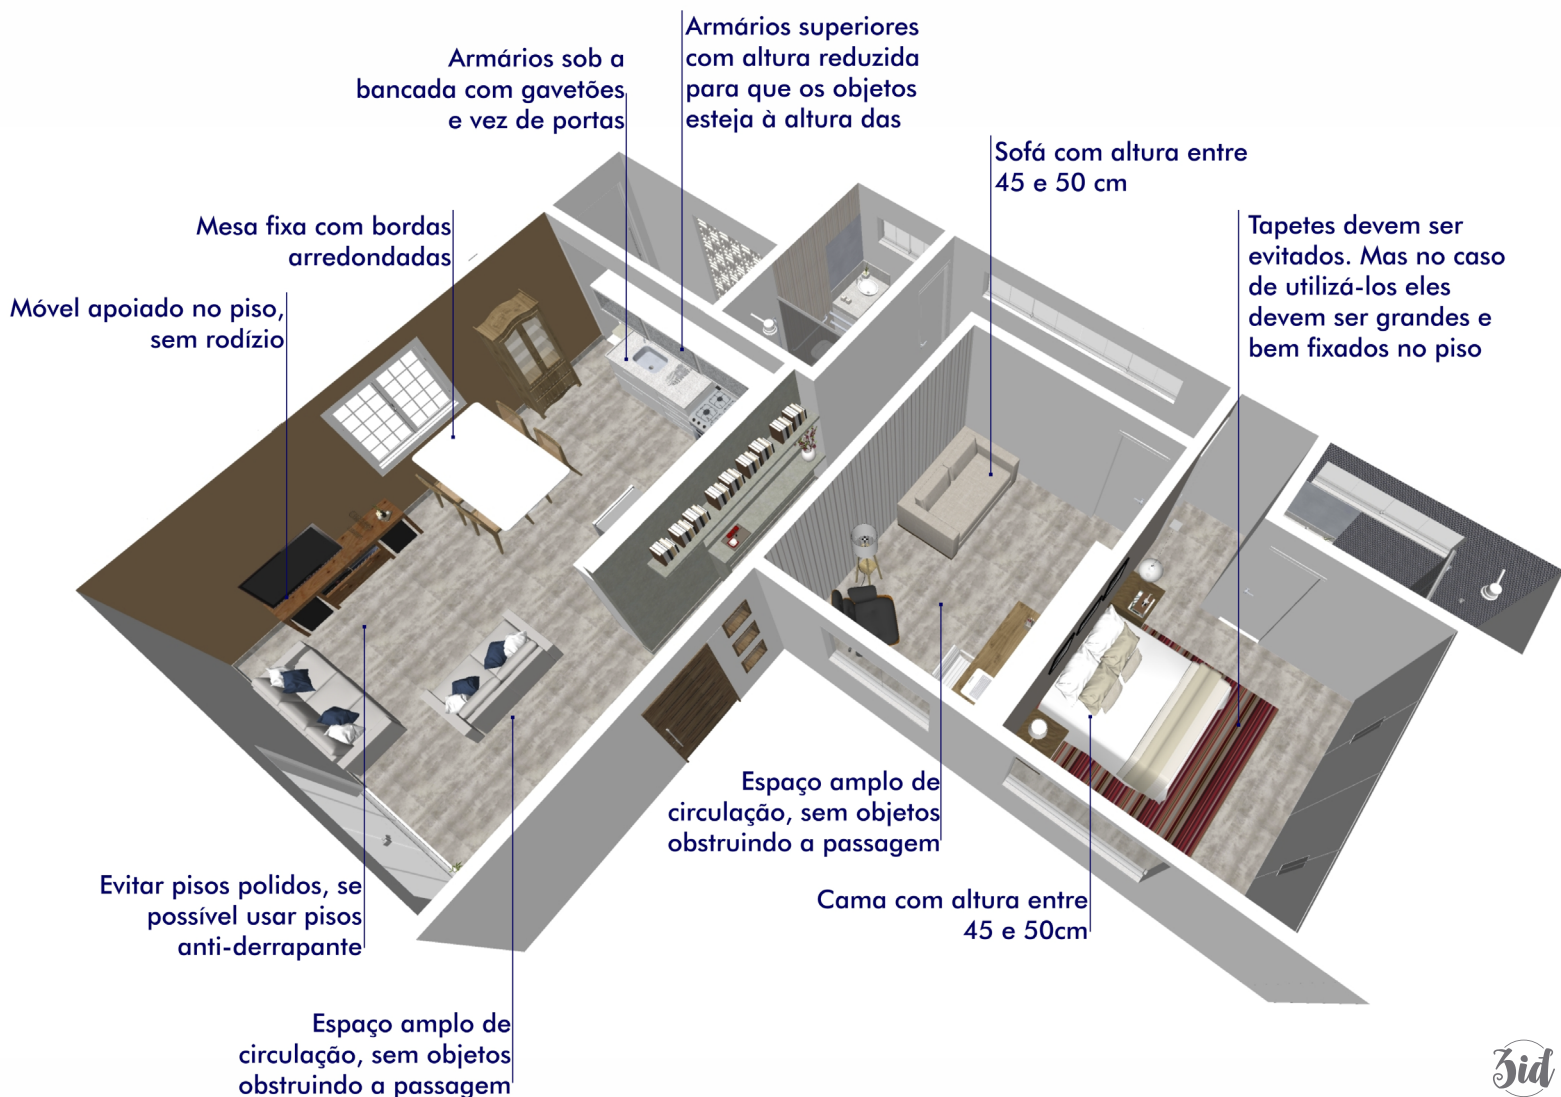 Armários superiores
com altura reduzida
para que os objetos
esteja à altura das
Armários sob a
bancada com gavetões
e vez de portas
Sofá com altura entre
45 e 50 cm
Mesa fixa com bordas
arredondadas
Tapetes devem ser
evitados. Mas no caso
de utilizá-los eles
devem ser grandes e
bem fixados no piso
Móvel apoiado no piso,
sem rodízio
Espaço amplo de
circulação, sem objetos
obstruindo a passagem
Evitar pisos polidos, se
possível usar pisos
anti-derrapante
Cama com altura entre
45 e 50cm
Espaço amplo de
circulação, sem objetos
obstruindo a passagem
3id